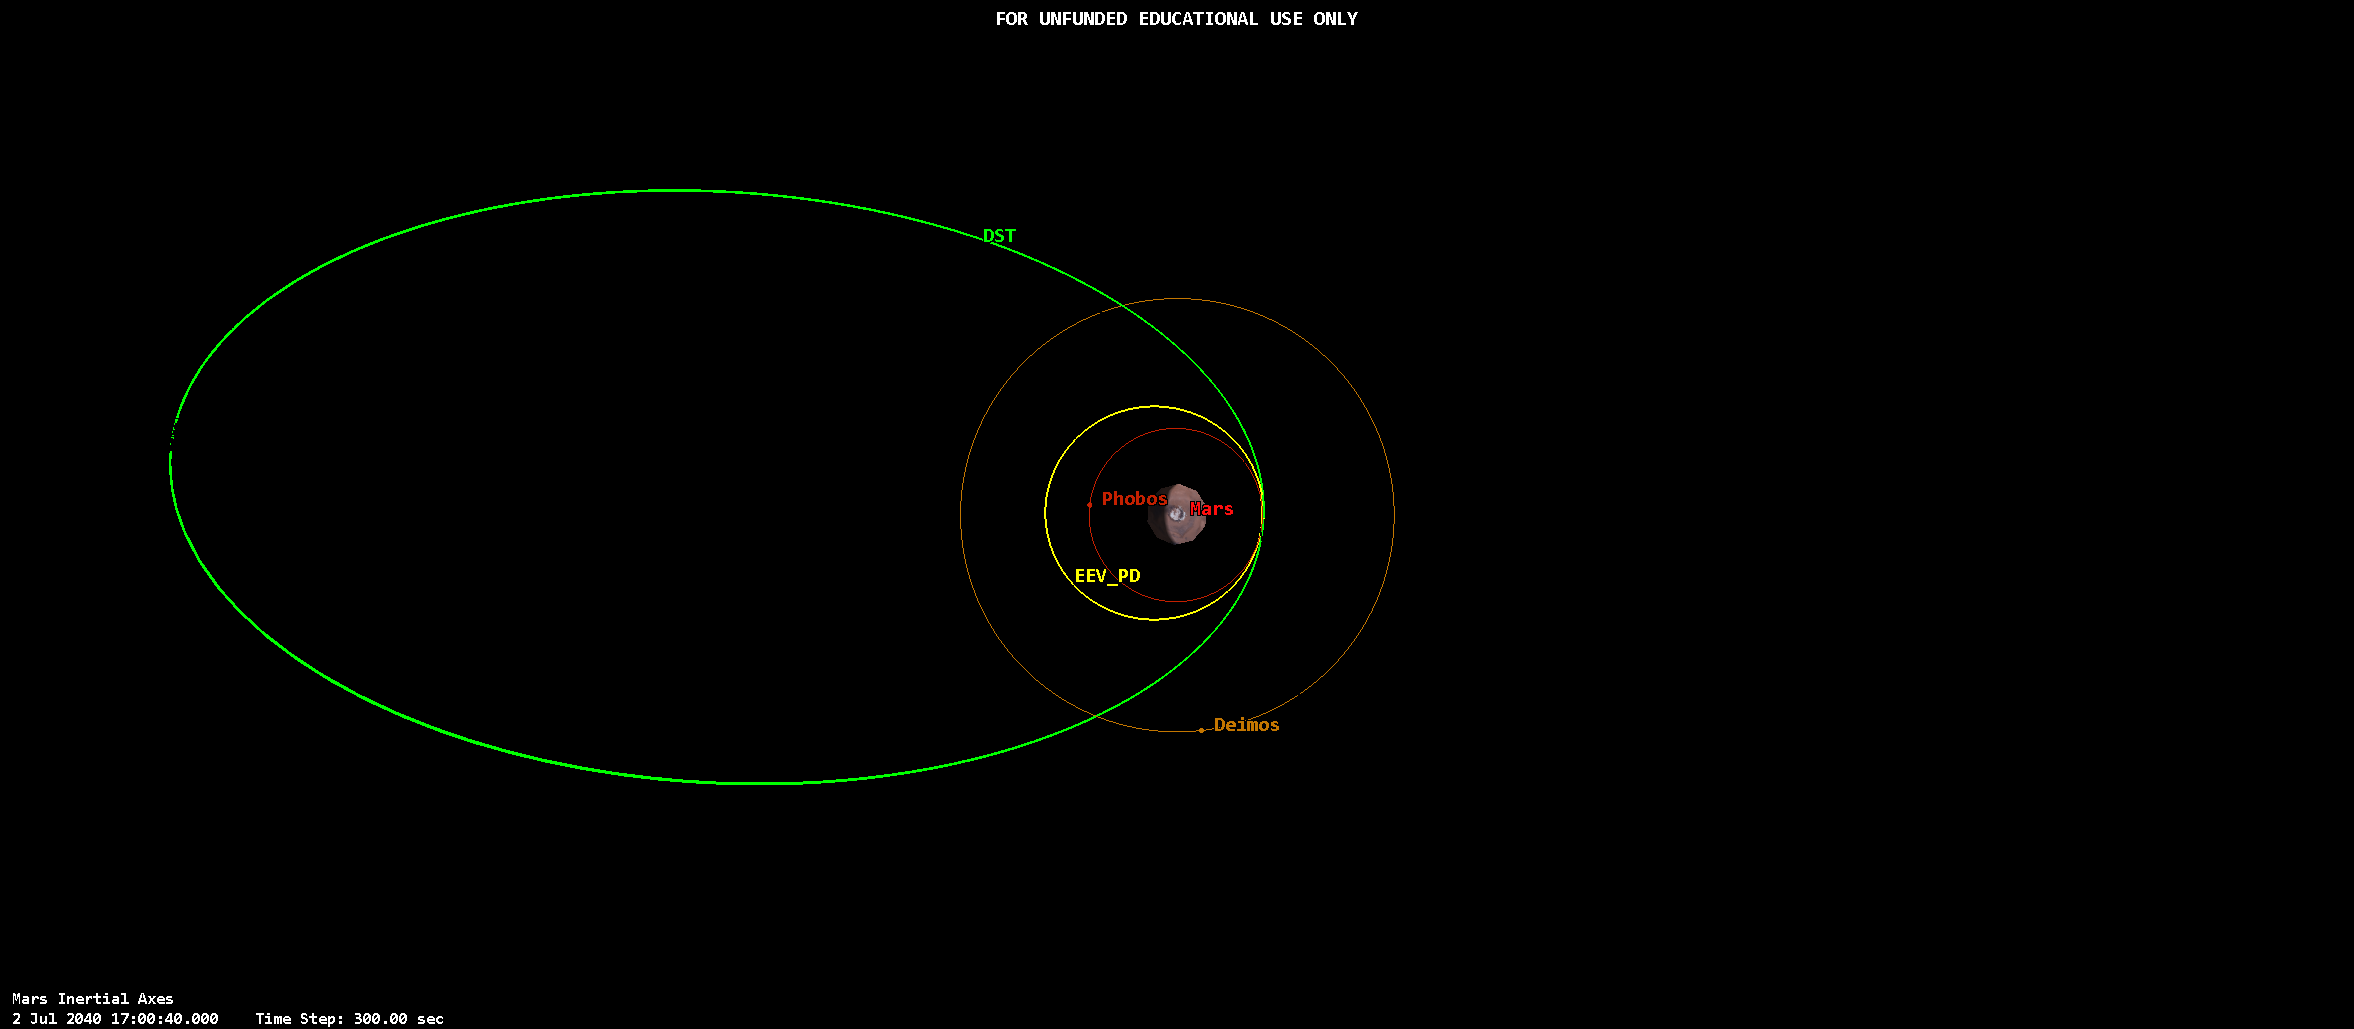 FOR UNFUNDED EDUCATIONAL USE ONLY
DST
Phobos
Mars
EEV_PD
Deimos
Mars Inertial Axes
2 Jul 2040 17:00:40.000    Time Step: 300.00 sec